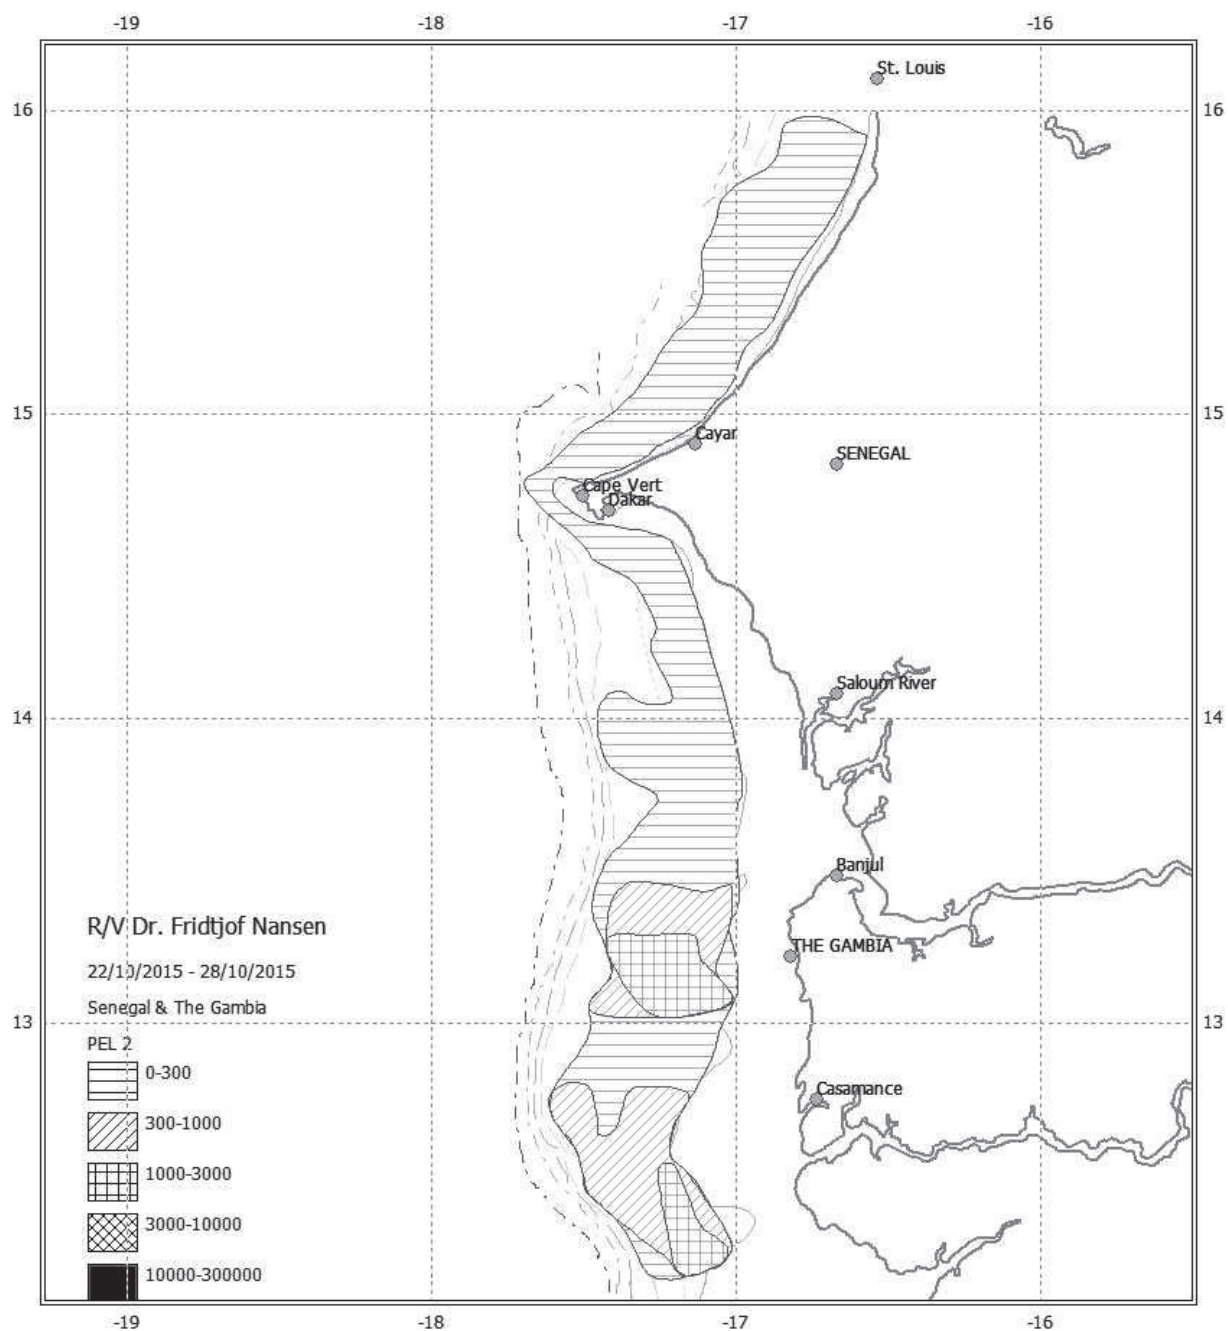 -19 -18 -17 -16
St. Louis
16 16
15 15
Cayar
SENEGAL
Cape Vert
Dakar
Saloum River
14 14
Banjul
R/V Dr. Fridtjof Nansen
THE GAMBIA
22/10/2015 - 28/10/2015
Senegal & The Gambia
13 13
PEL 2
0-300
Casamance
300-1000
1000-3000
3000-10000
10000-300000
-19 -18 -17 -16